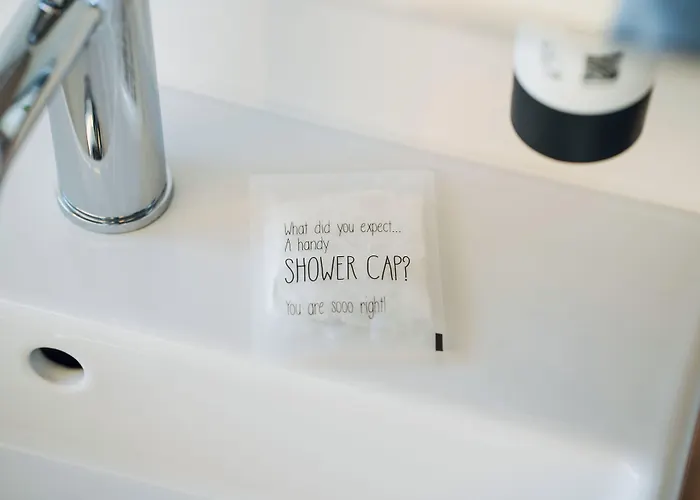 What did you expect...
A handy
SHOWER CAP?
You are sooo right!